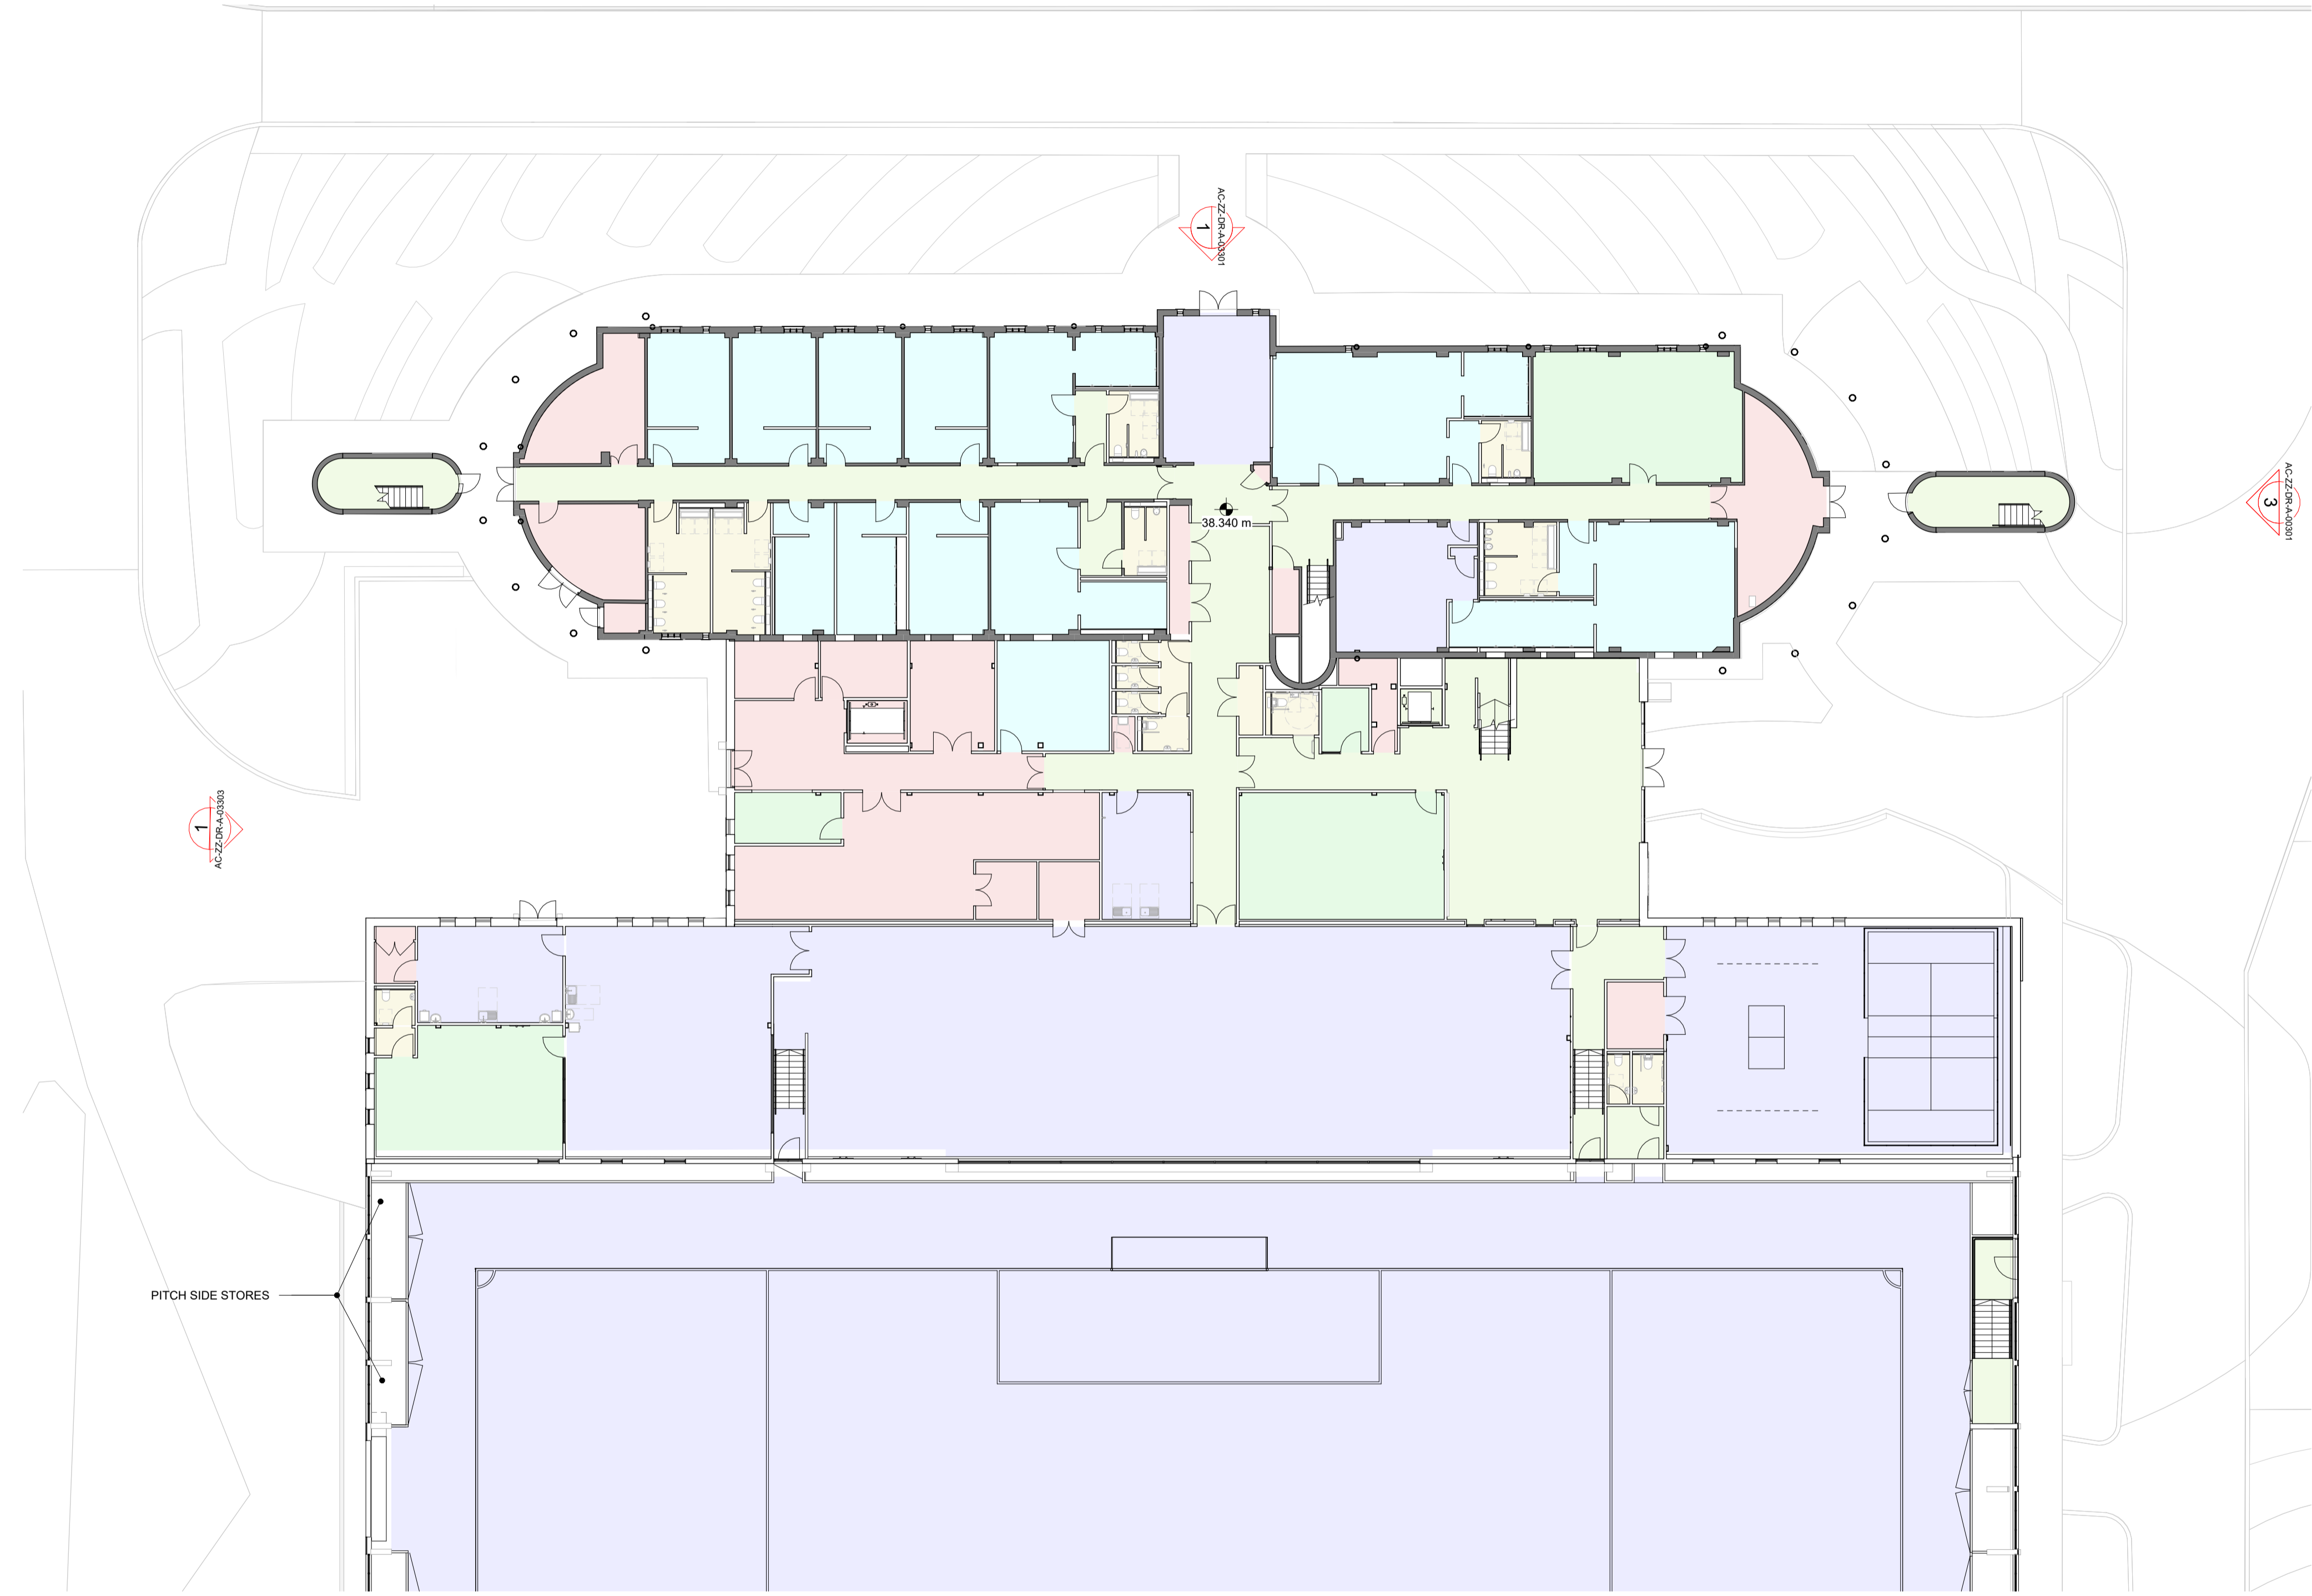 AC-ZZ-DR-A-03301
1
38.340 m
AC-ZZ-DR-A-00301
3
1
AC-ZZ-DR-A-03303
PITCH SIDE STORES